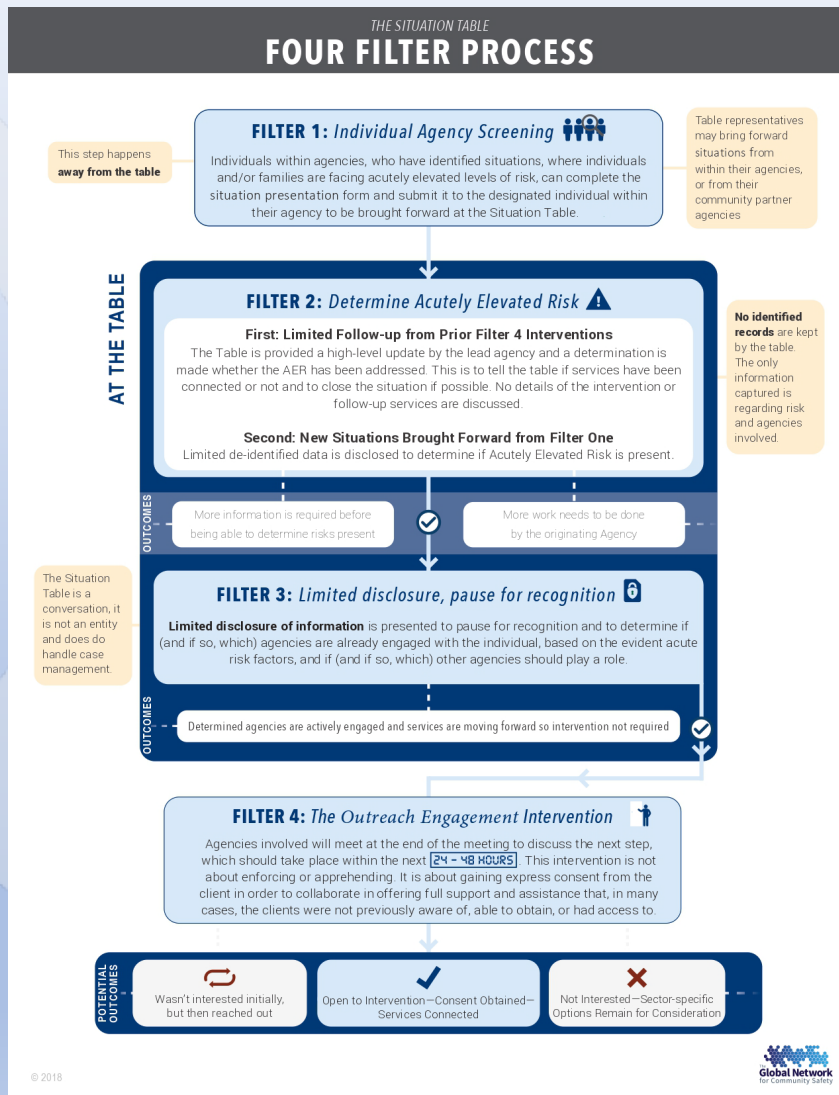 THE SITUATION TABLE
FOUR FILTER PROCESS
FILTER 1: Individual Agency Screening
Individuals within agencies, who have identified situations, where individuals
and/or families are facing acutely elevated levels of risk, can complete the
situation presentation form and submit it to the designated individual within
their agency to be brought forward at the Situation Table.
This step happens
away from the table
Table representatives
may bring forward
situations from
within their agencies,
or from their
community partner
agencies
AT THE TABLE
FILTER 2: Determine Acutely Elevated Risk
First: Limited Follow-up from Prior Filter 4 Interventions
The Table is provided a high-level update by the lead agency and a determination is
made whether the AER has been addressed. This is to tell the table if services have been
connected or not and to close the situation if possible. No details of the intervention or
follow-up services are discussed.
Second: New Situations Brought Forward from Filter One
Limited de-identified data is disclosed to determine if Acutely Elevated Risk is present.
No identified
records are kept
by the table.
The only
information
captured is
regarding risk
and agencies
involved.
OUTCOMES
More information is required before
being able to determine risks present
More work needs to be done
by the originating Agency
The Situation
Table is a
conversation, it
is not an entity
and does do
handle case
management.
FILTER 3: Limited disclosure, pause for recognition
Limited disclosure of information is presented to pause for recognition and to determine if
(and if so, which) agencies are already engaged with the individual, based on the evident acute
risk factors, and if (and if so, which) other agencies should play a role.
OUTCOMES
Determined agencies are actively engaged and services are moving forward so intervention not required
FILTER 4: The Outreach Engagement Intervention
Agencies involved will meet at the end of the meeting to discuss the next step,
which should take place within the next 24 - 48 HOURS. This intervention is not
about enforcing or apprehending. It is about gaining express consent from the
client in order to collaborate in offering full support and assistance that, in many
cases, the clients were not previously aware of, able to obtain, or had access to.
POTENTIAL
OUTCOMES
Wasn't interested initially,
but then reached out
Open to Intervention—Consent Obtained—
Services Connected
Not Interested—Sector-specific
Options Remain for Consideration
© 2018
The
Global Network
for Community Safety